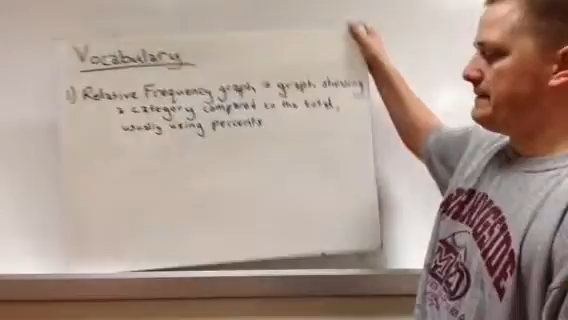 Vocabulary
1) Relative Frequency graph = graph showing
a category compared to the total,
usually using percents